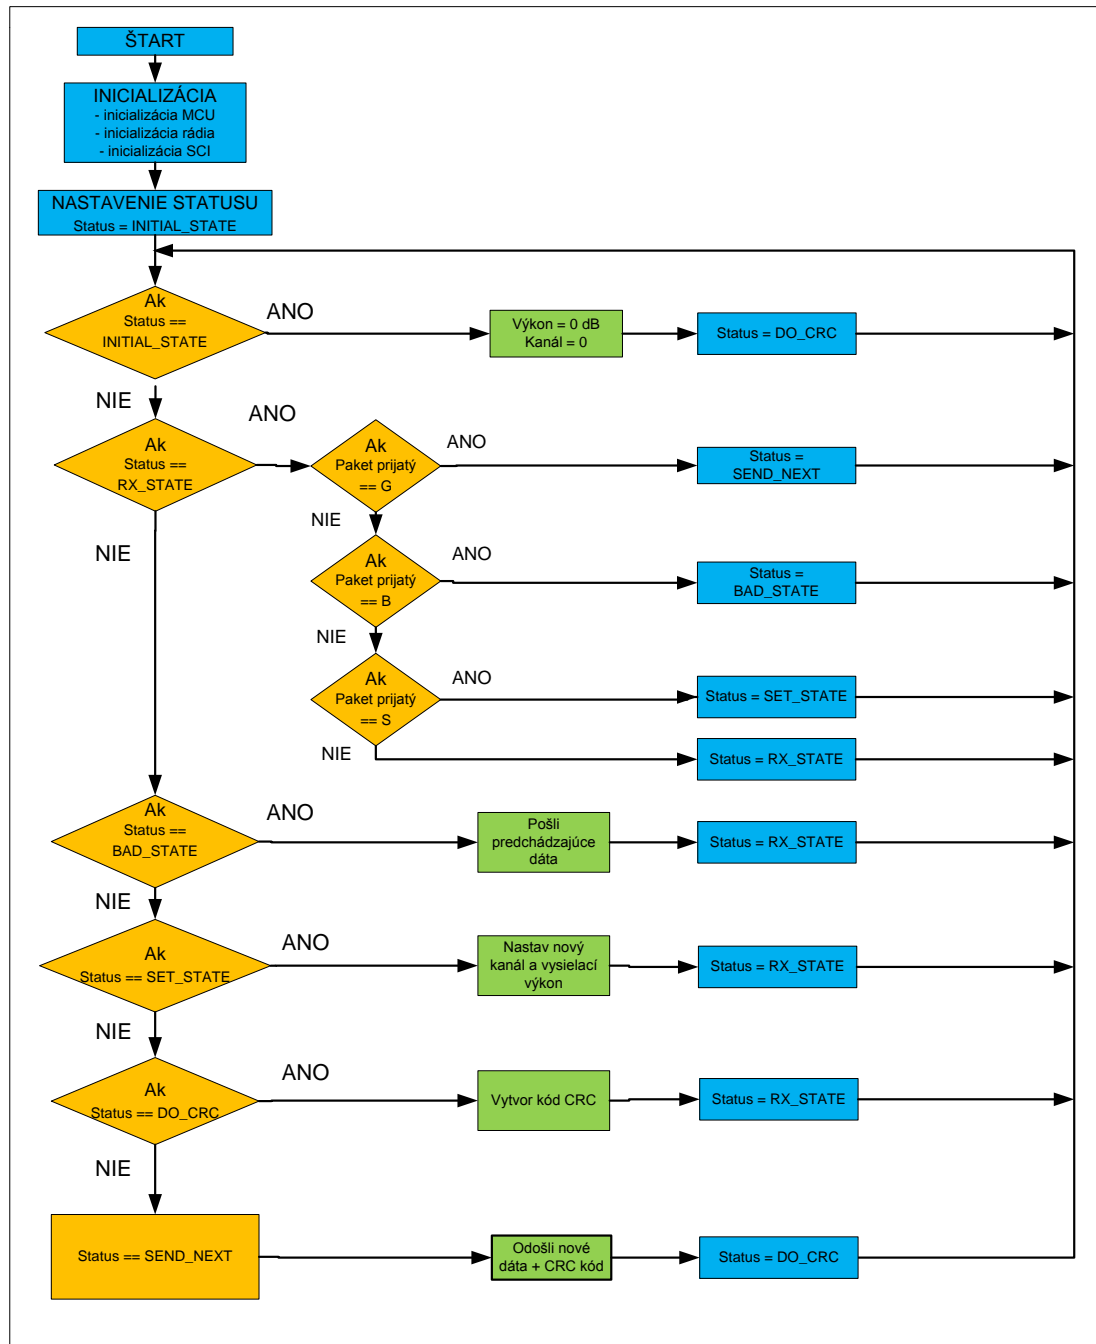 ŠTART
INICIALIZÁCIA
- inicializácia MCU
- inicializácia rádia
- inicializácia SCI
NASTAVENIE STATUSU
Status = INITIAL_STATE
Ak
Status ==
INITIAL_STATE
ANO
Výkon = 0 dB
Kanál = 0
Status = DO_CRC
NIE
Ak
Status ==
RX_STATE
ANO
Ak
Paket prijatý
== G
ANO
Status =
SEND_NEXT
NIE
NIE
Ak
Paket prijatý
== B
ANO
Status =
BAD_STATE
NIE
Ak
Paket prijatý
== S
ANO
Status = SET_STATE
NIE
Status = RX_STATE
Ak
Status ==
BAD_STATE
ANO
Pošli
predchádzajúce
dáta
Status = RX_STATE
NIE
Ak
Status == SET_STATE
ANO
Nastav nový
kanál a vysielací
výkon
Status = RX_STATE
NIE
Ak
Status == DO_CRC
ANO
Vytvor kód CRC
Status = RX_STATE
NIE
Status == SEND_NEXT
Odošli nové
dáta + CRC kód
Status = DO_CRC